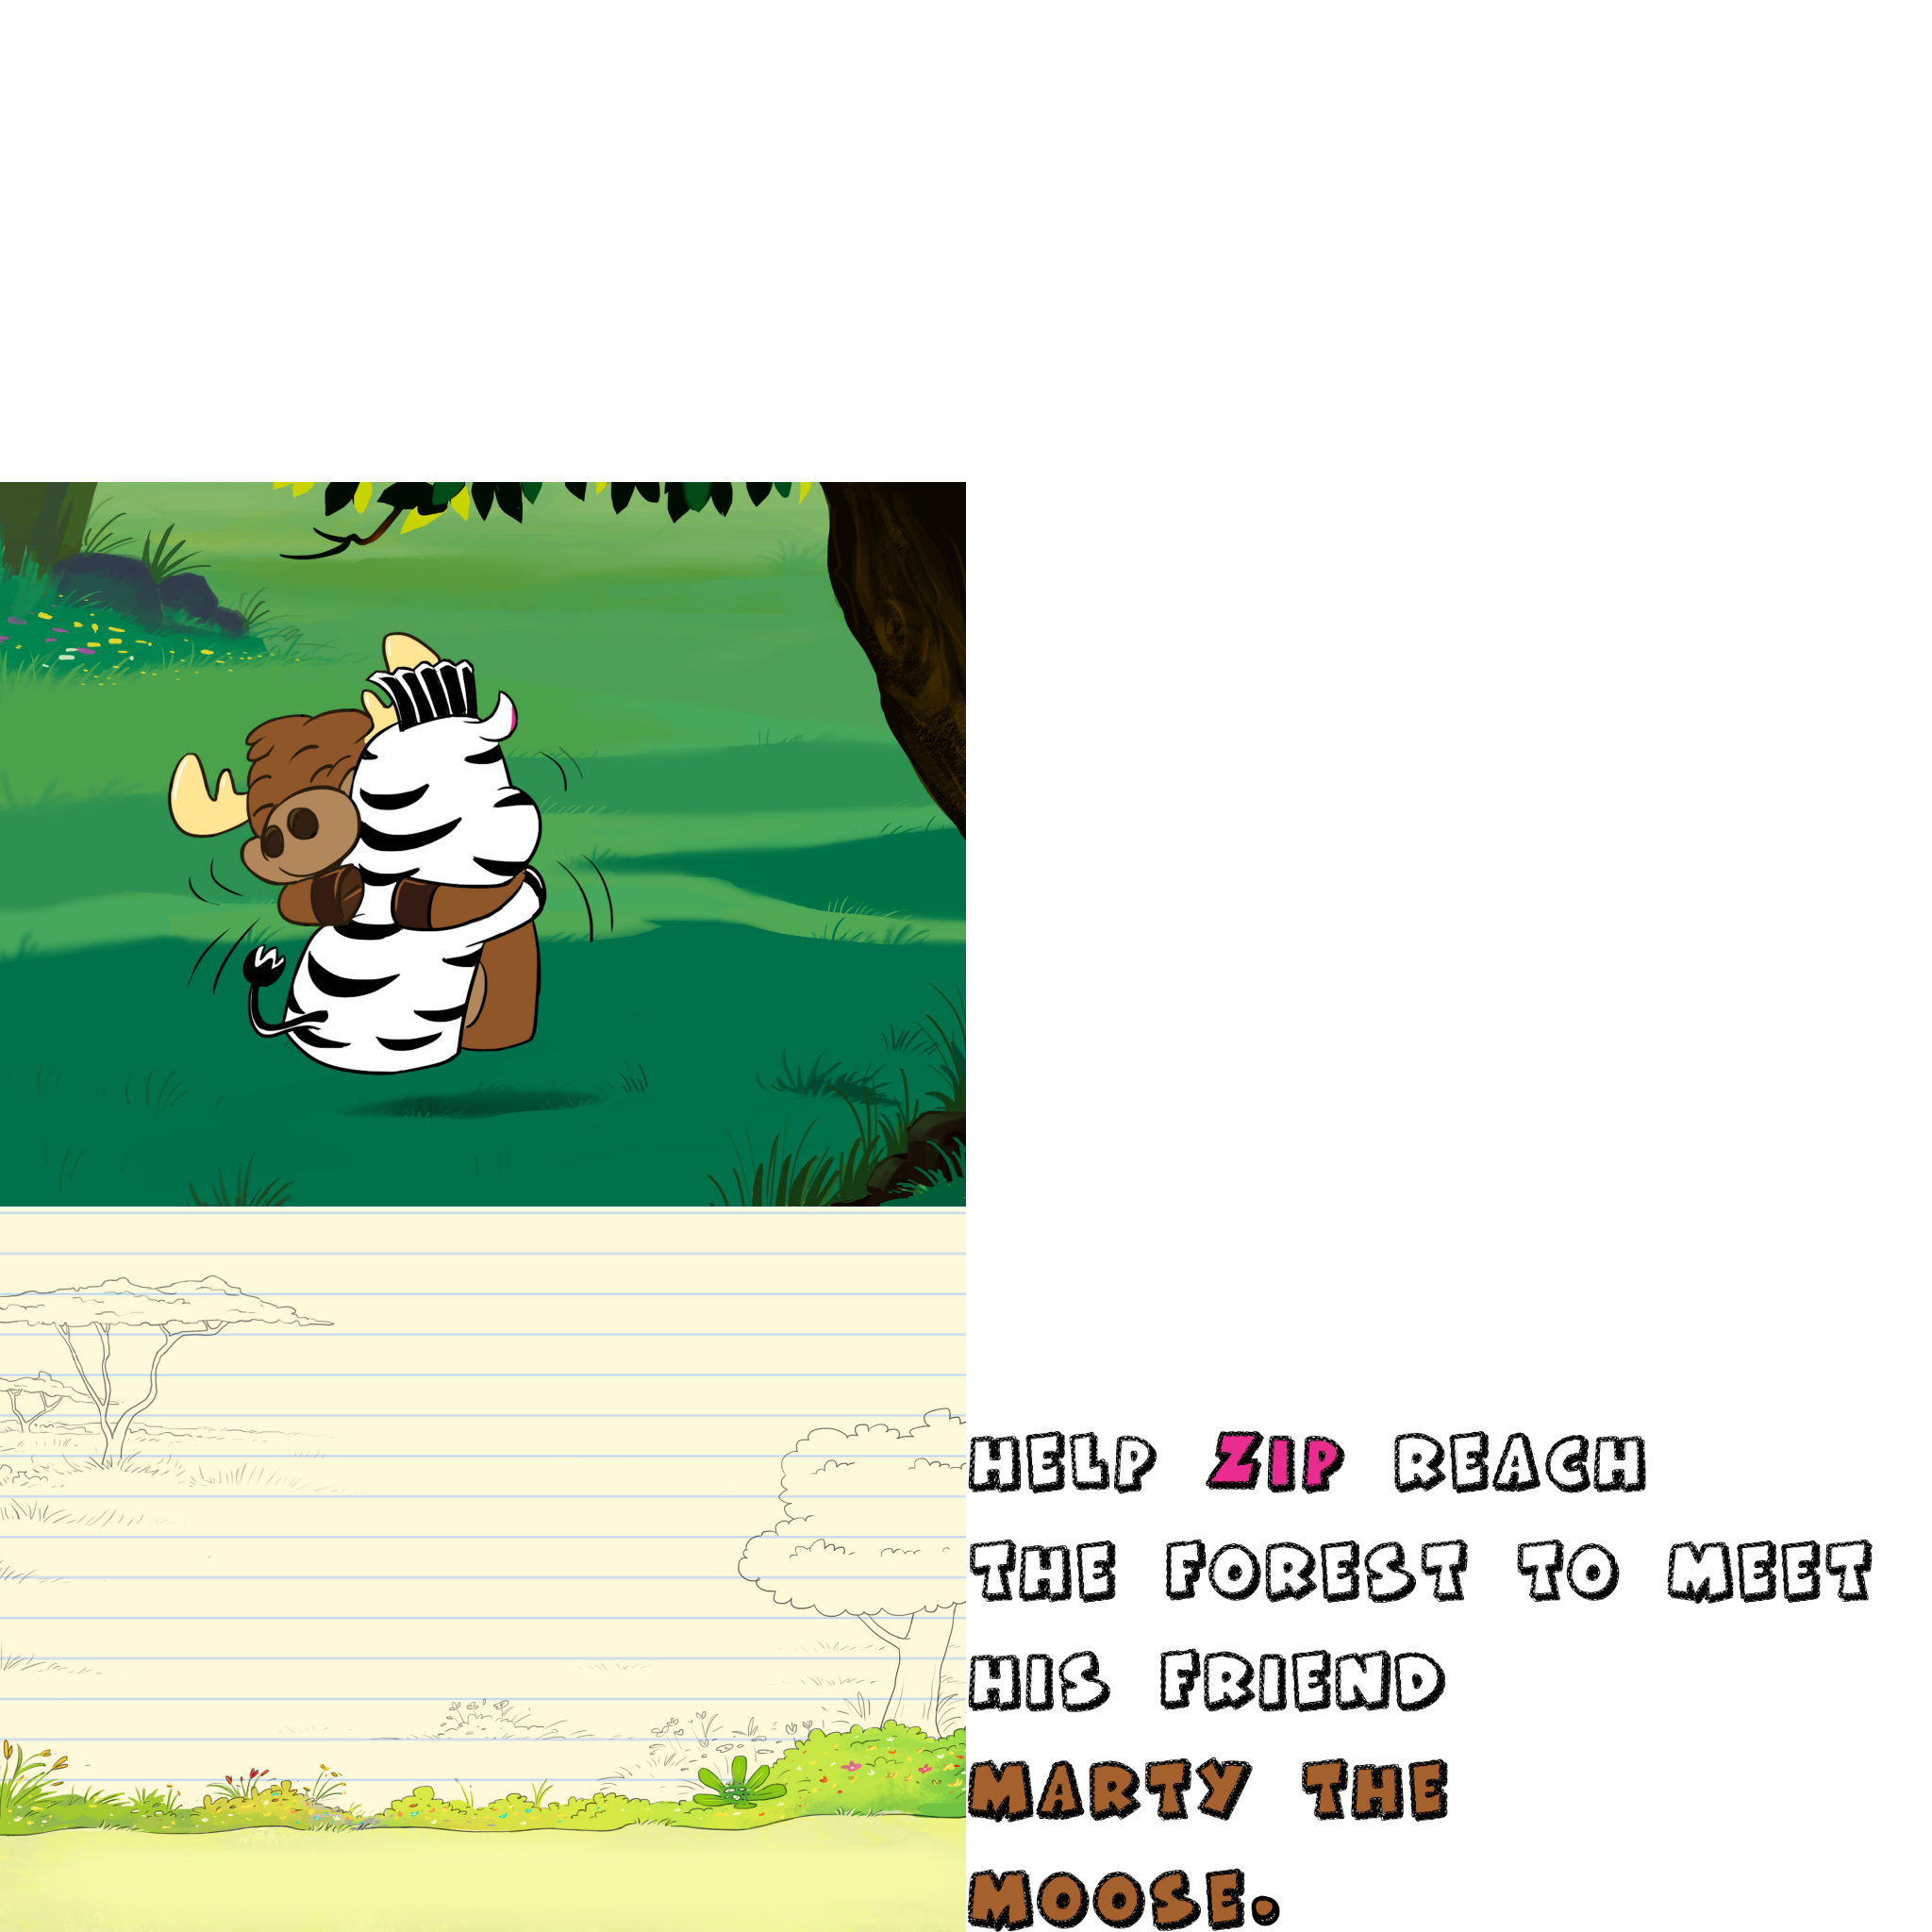 HELP ZIP REACH
THE FOREST TO MEET
HIS FRIEND
MARTY THE
MOOSE.